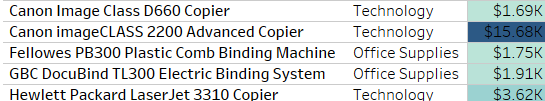 Canon Image Class D660 Copier Technology $1.69K
Canon imageCLASS 2200 Advanced Copier Technology $15.68K
Fellowes PB300 Plastic Comb Binding Machine Office Supplies $1.75K
GBC DocuBind TL300 Electric Binding System Office Supplies $1.91K
Hewlett Packard LaserJet 3310 Copier Technology $3.62K